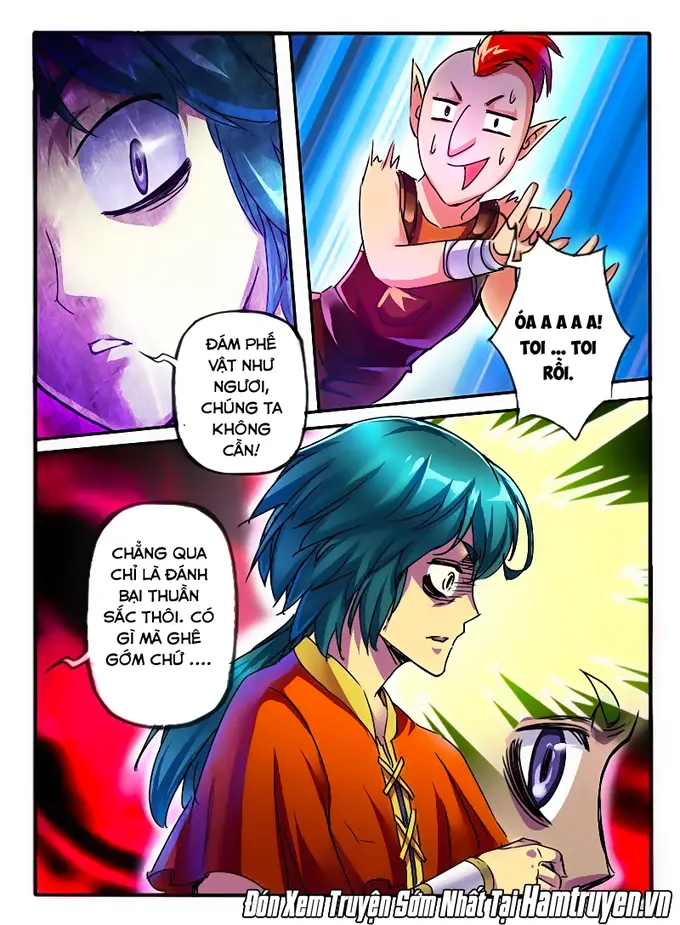 ÓA A A A A!
TOI ... TOI
RỒI.
ĐÁM PHẾ
VẬT NHƯ
NGƯƠI,
CHÚNG TA
KHÔNG
CẦN!
CHẲNG QUA
CHỈ LÀ ĐÁNH
BẠI THUẦN
SẮC THÔI. CÓ
GÌ MÀ GHÊ
GỚM CHỨ ....
Đón Xem Truyện Sớm Nhất Tại Hamtruyen.vn